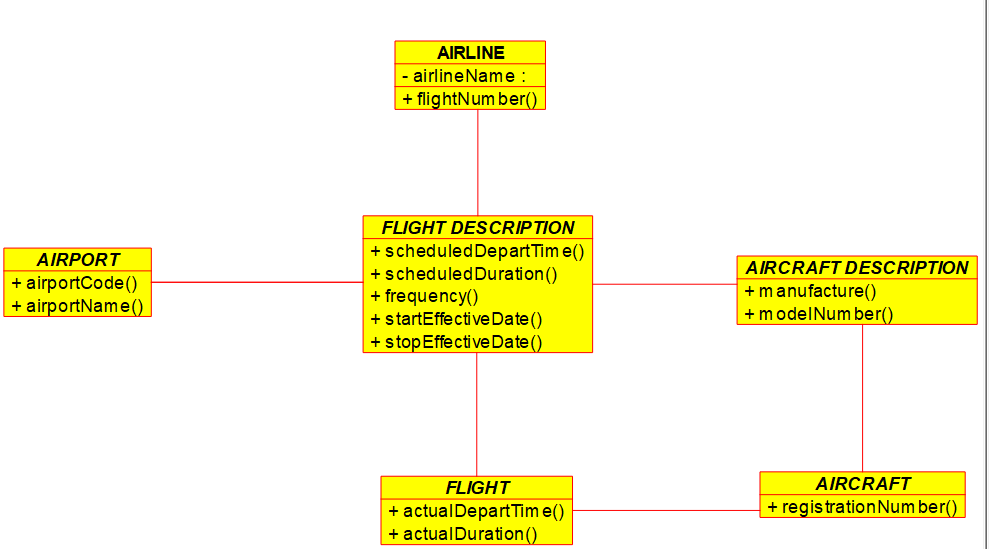 AIRLINE
- airlineName :
+ flightNumber()
FLIGHT DESCRIPTION
+ scheduledDepartTime()
+ scheduledDuration()
+ frequency()
+ startEffectiveDate()
+ stopEffectiveDate()
AIRPORT
+ airportCode()
+ airportName()
AIRCRAFT DESCRIPTION
+ manufacture()
+ modelNumber()
FLIGHT
+ actualDepartTime()
+ actualDuration()
AIRCRAFT
+ registrationNumber()